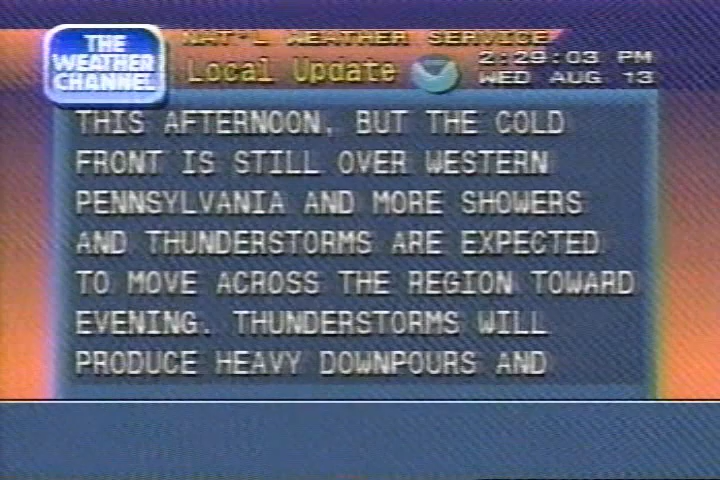 THE
WEATHER
CHANNEL
NAT'L WEATHER SERVICE
Local Update
2:29:03 PM
WED AUG 13
THIS AFTERNOON, BUT THE COLD
FRONT IS STILL OVER WESTERN
PENNSYLVANIA AND MORE SHOWERS
AND THUNDERSTORMS ARE EXPECTED
TO MOVE ACROSS THE REGION TOWARD
EVENING. THUNDERSTORMS WILL
PRODUCE HEAVY DOWNPOURS AND